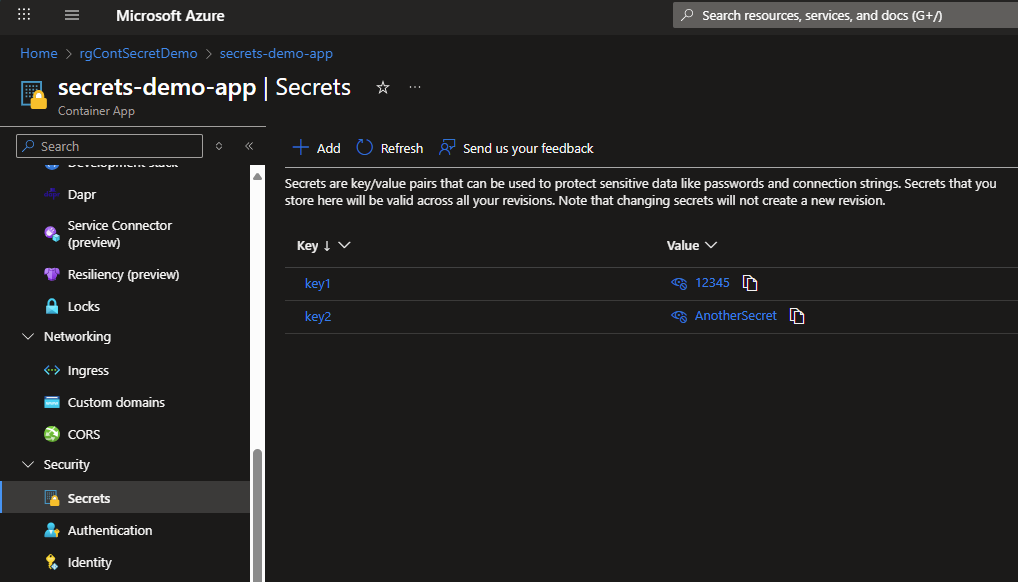 Microsoft Azure
Search resources, services, and docs (G+/)
Home > rgContSecretDemo > secrets-demo-app
secrets-demo-app | Secrets
Container App
Search
Add Refresh Send us your feedback
Development stack
Dapr
Service Connector
(preview)
Resiliency (preview)
Locks
Networking
Ingress
Custom domains
CORS
Security
Secrets
Authentication
Identity
Secrets are key/value pairs that can be used to protect sensitive data like passwords and connection strings. Secrets that you
store here will be valid across all your revisions. Note that changing secrets will not create a new revision.
Key ↓ Value
key1 12345
key2 AnotherSecret